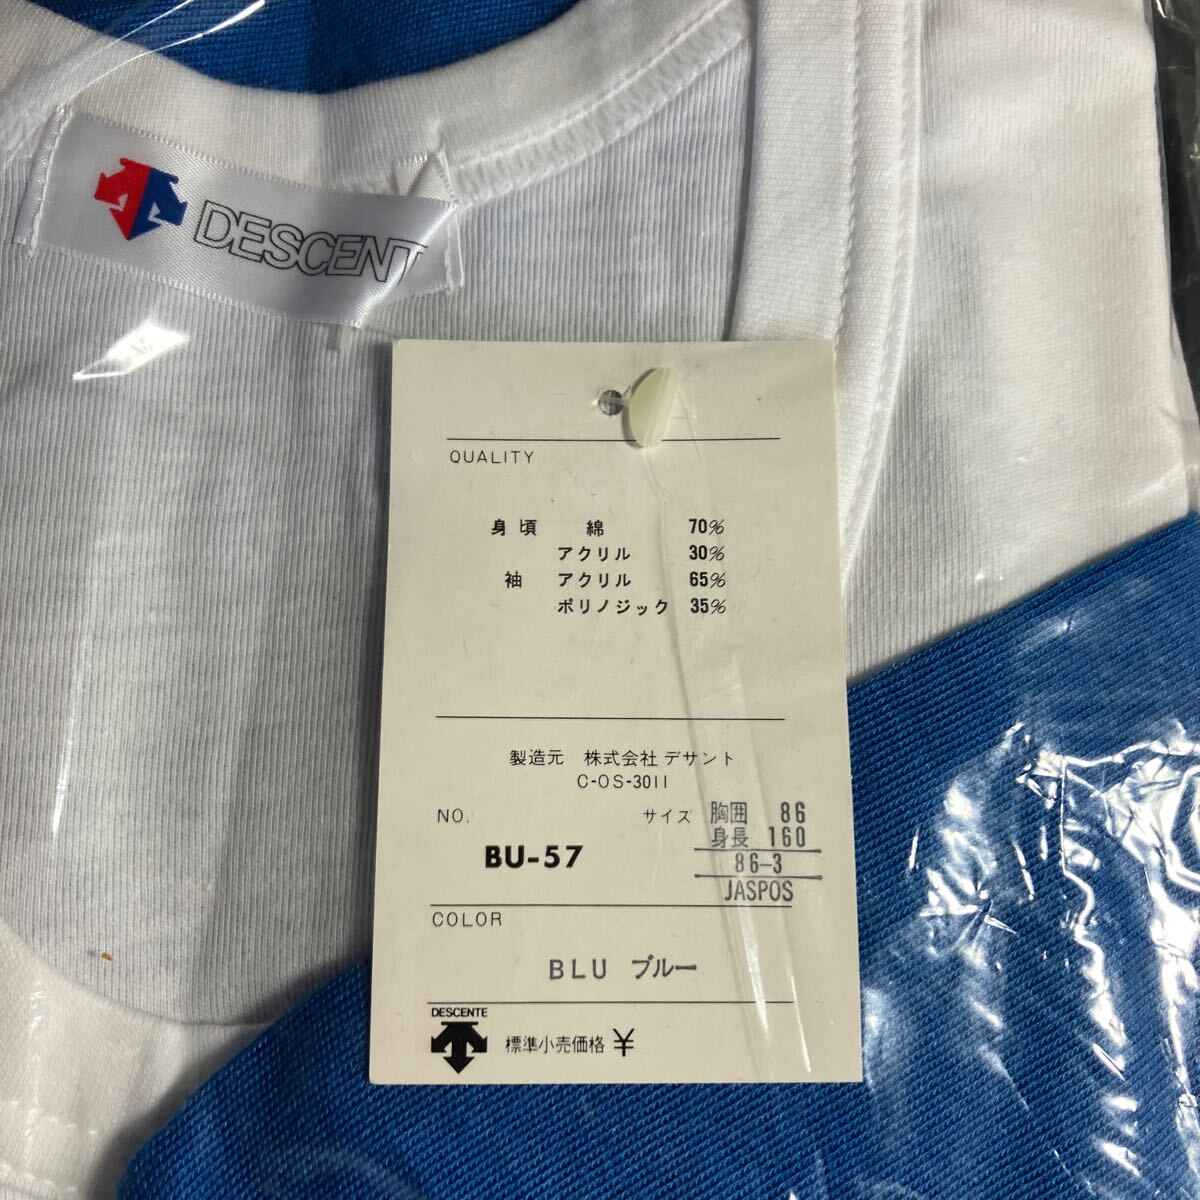 DESCENTE
QUALITY
身頃 綿 70%
アクリル 30%
袖 アクリル 65%
ポリノジック 35%
製造元 株式会社 デサント
C-OS-3011
NO. サイズ 胸囲 86
身長 160
BU-57 86-3
JASPOS
COLOR
BLU ブルー
DESCENTE
標準小売価格 ¥